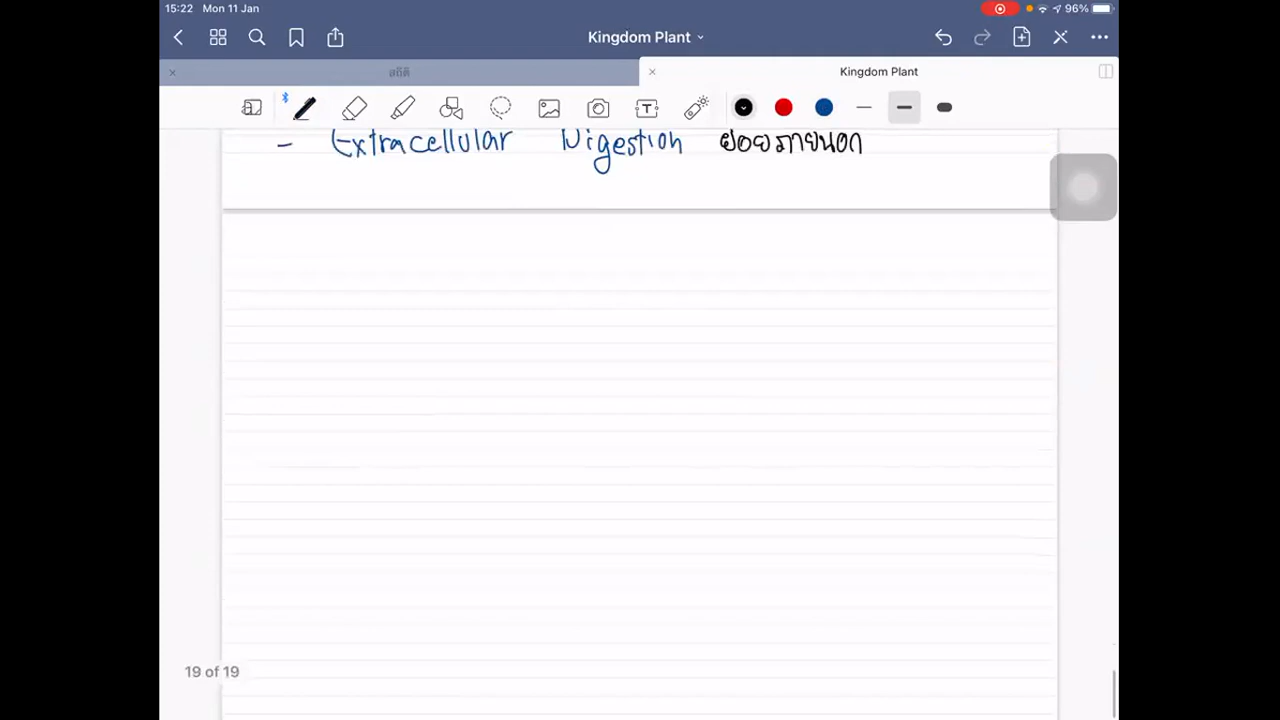 15:22 Mon 11 Jan 96%
Kingdom Plant
สถิติ Kingdom Plant
- Extracellular Digestion ย่อยภายนอก
19 of 19